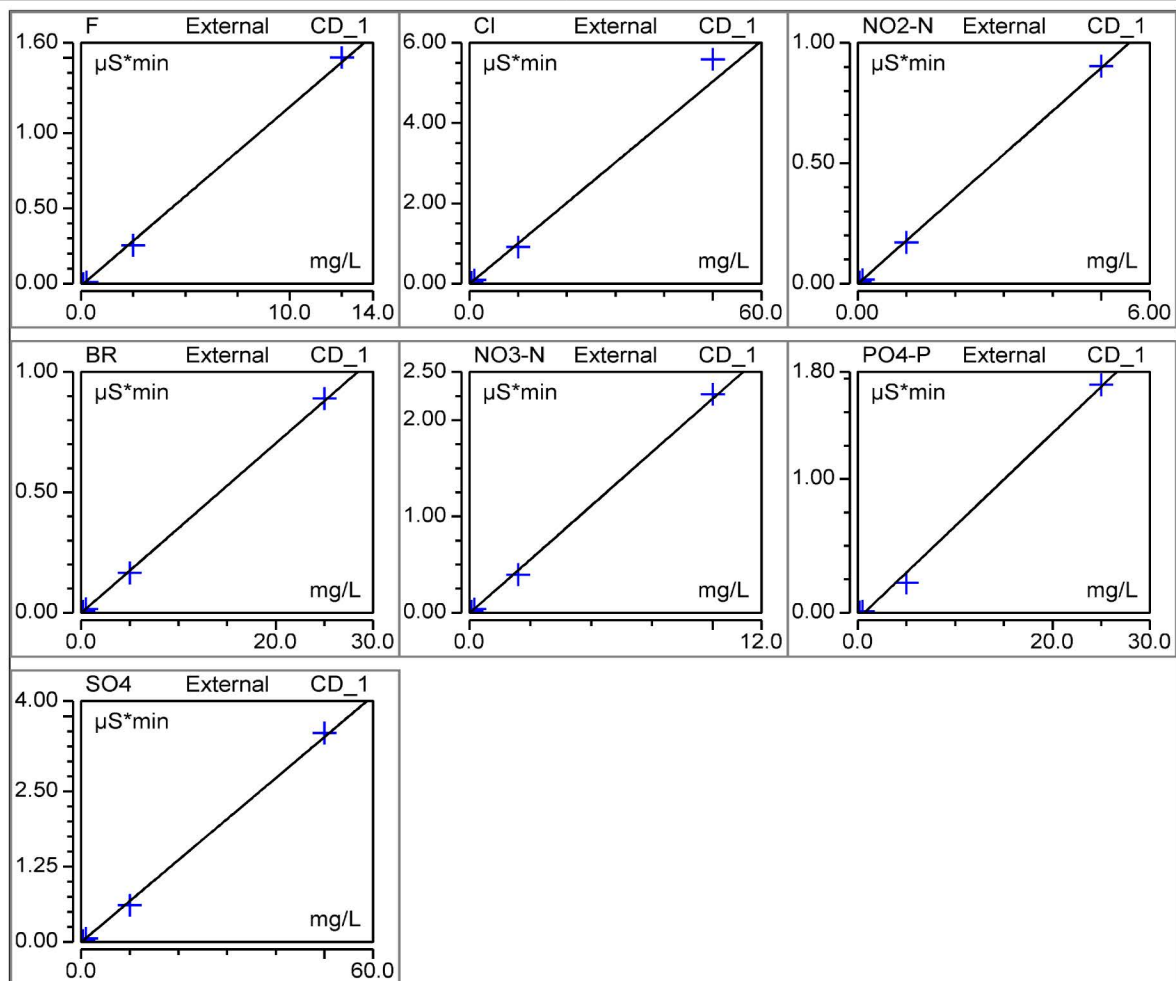 F External CD_1
1.60
µS*min
1.00
0.50
mg/L
0.00
0.0 10.0 14.0
Cl External CD_1
6.00
µS*min
4.00
2.00
mg/L
0.00
0.0 60.0
NO2-N External CD_1
1.00
µS*min
0.50
mg/L
0.00
0.00 6.00
BR External CD_1
1.00
µS*min
0.50
mg/L
0.00
0.0 20.0 30.0
NO3-N External CD_1
2.50
µS*min
2.00
1.00
mg/L
0.00
0.0 12.0
PO4-P External CD_1
1.80
µS*min
1.00
mg/L
0.00
0.0 20.0 30.0
SO4 External CD_1
4.00
µS*min
2.50
1.25
mg/L
0.00
0.0 60.0